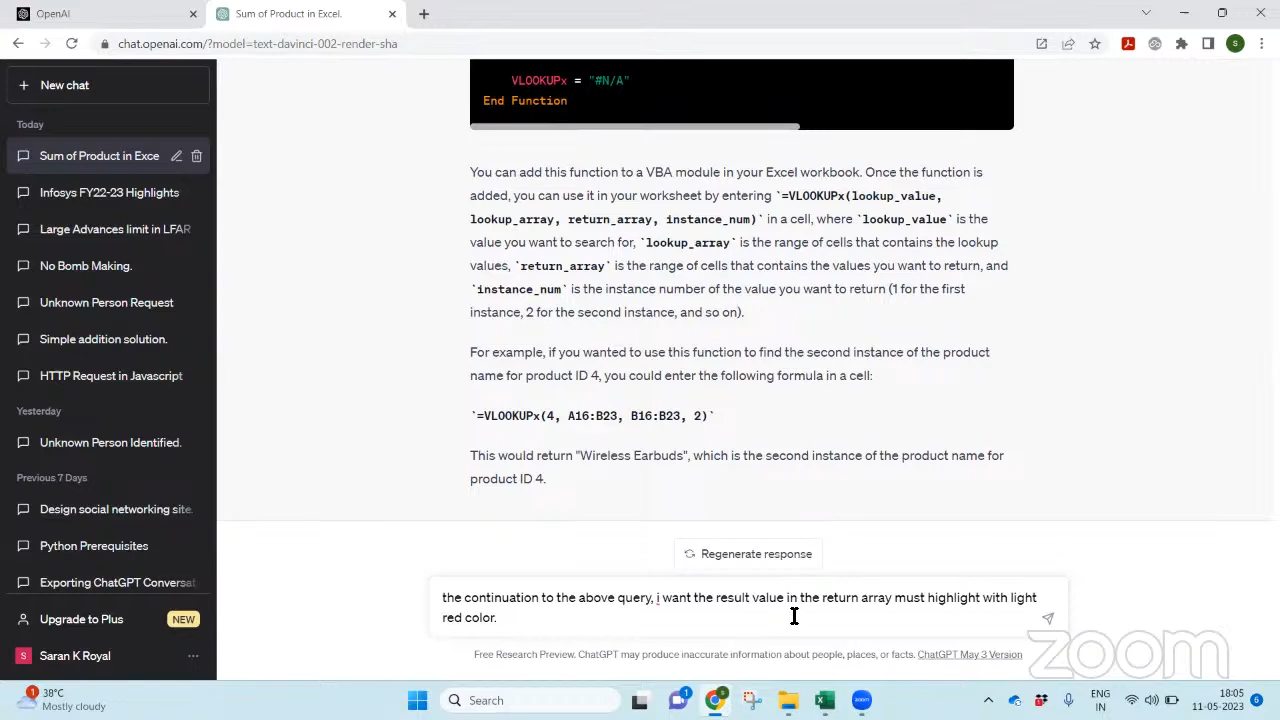 OpenAI
Sum of Product in Excel.
chat.openai.com/?model=text-davinci-002-render-sha
S
New chat
Today
Sum of Product in Exce
Infosys FY22-23 Highlights
Large Advances limit in LFAR
No Bomb Making.
Unknown Person Request
Simple addition solution.
HTTP Request in Javascript
Yesterday
Unknown Person Identified.
Previous 7 Days
Design social networking site.
Python Prerequisites
Exporting ChatGPT Conversat
Upgrade to Plus NEW
S Saran K Royal ...
VLOOKUPx = "#N/A"
End Function
You can add this function to a VBA module in your Excel workbook. Once the function is
added, you can use it in your worksheet by entering `=VLOOKUPx(lookup_value,
lookup_array, return_array, instance_num)` in a cell, where `lookup_value` is the
value you want to search for, `lookup_array` is the range of cells that contains the lookup
values, `return_array` is the range of cells that contains the values you want to return, and
`instance_num` is the instance number of the value you want to return (1 for the first
instance, 2 for the second instance, and so on).
For example, if you wanted to use this function to find the second instance of the product
name for product ID 4, you could enter the following formula in a cell:
`=VLOOKUPx(4, A16:B23, B16:B23, 2)`
This would return "Wireless Earbuds", which is the second instance of the product name for
product ID 4.
Regenerate response
the continuation to the above query, i want the result value in the return array must highlight with light
red color.
Free Research Preview. ChatGPT may produce inaccurate information about people, places, or facts. ChatGPT May 3 Version
zoom
1
38°C
Mostly cloudy
Search
1
S
zoom
ENG
IN
18:05
11-05-2023
6